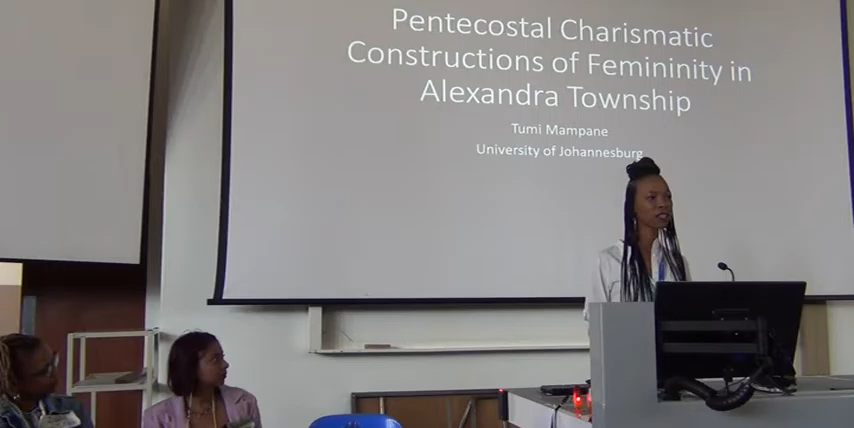 Pentecostal Charismatic
Constructions of Femininity in
Alexandra Township
Tumi Mampane
University of Johannesburg